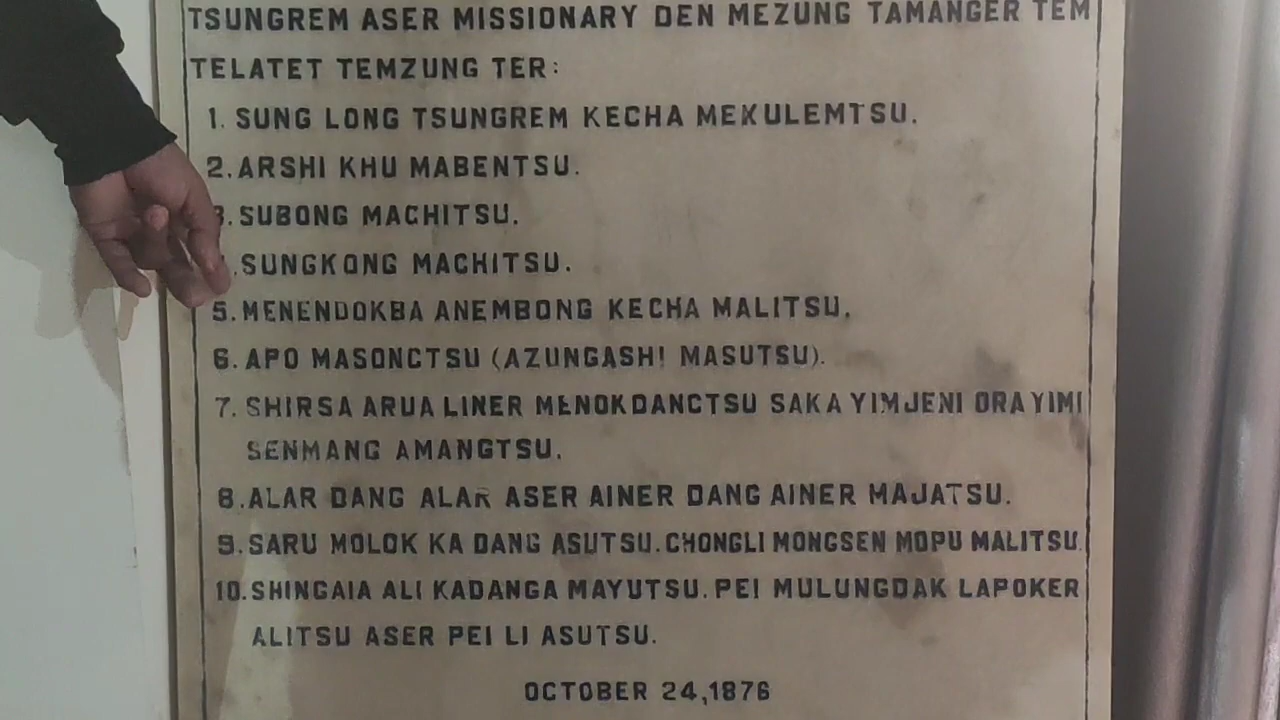 TSUNGREM ASER MISSIONARY DEN MEZUNG TAMANGER TEM
TELATET TEMZUNG TER:
1. SUNG LONG TSUNGREM KECHA MEKULEMTSU.
2. ARSHI KHU MABENTSU.
3. SUBONG MACHITSU.
.SUNGKONG MACHITSU.
5. MENENDOKBA ANEMBONG KECHA MALITSU.
6. APO MASONGTSU (AZUNGASHI MASUTSU).
7. SHIRSA ARUA LINER MENOKDANGTSU SAKA YIMJENI ORA YIMI
SENMANG AMANGTSU.
8. ALAR DANG ALAR ASER AINER DANG AINER MAJATSU.
9. SARU MOLOK KA DANG ASUTSU. CHONGLI MONGSEN MOPU MALITSU.
10. SHINGAIA ALI KADANGA MAYUTSU. PEI MULUNGDAK LAPOKER
ALITSU ASER PEI LI ASUTSU.
OCTOBER 24,1876